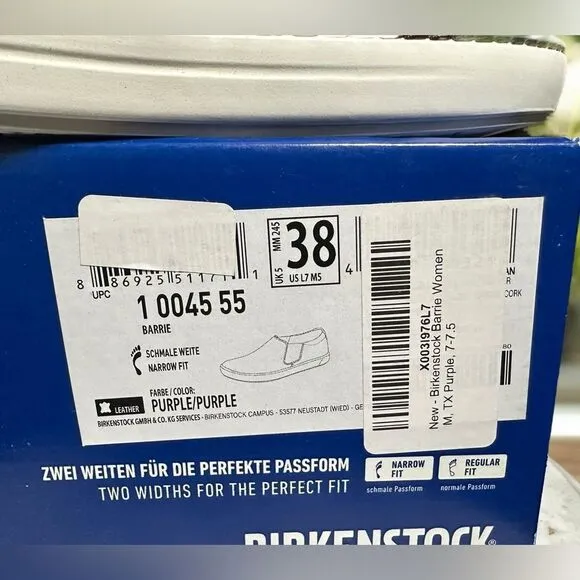 MM 245
UK 5
38
US L7 M5
8 86925 51171 1
4
UPC
1 0045 55
BARRIE
SCHMALE WEITE
NARROW FIT
FARBE/COLOR:
LEATHER
PURPLE/PURPLE
BIRKENSTOCK GMBH & CO. KG SERVICES - BIRKENSTOCK CAMPUS - 53577 NEUSTADT (WIED) - GE
X003I976L7
New - Birkenstock Barrie Women
M, TX Purple, 7-7.5
AN
R
CORK
80
ZWEI WEITEN FÜR DIE PERFEKTE PASSFORM
TWO WIDTHS FOR THE PERFECT FIT
NARROW FIT
schmale Passform
REGULAR FIT
normale Passform
BIRKENSTOCK